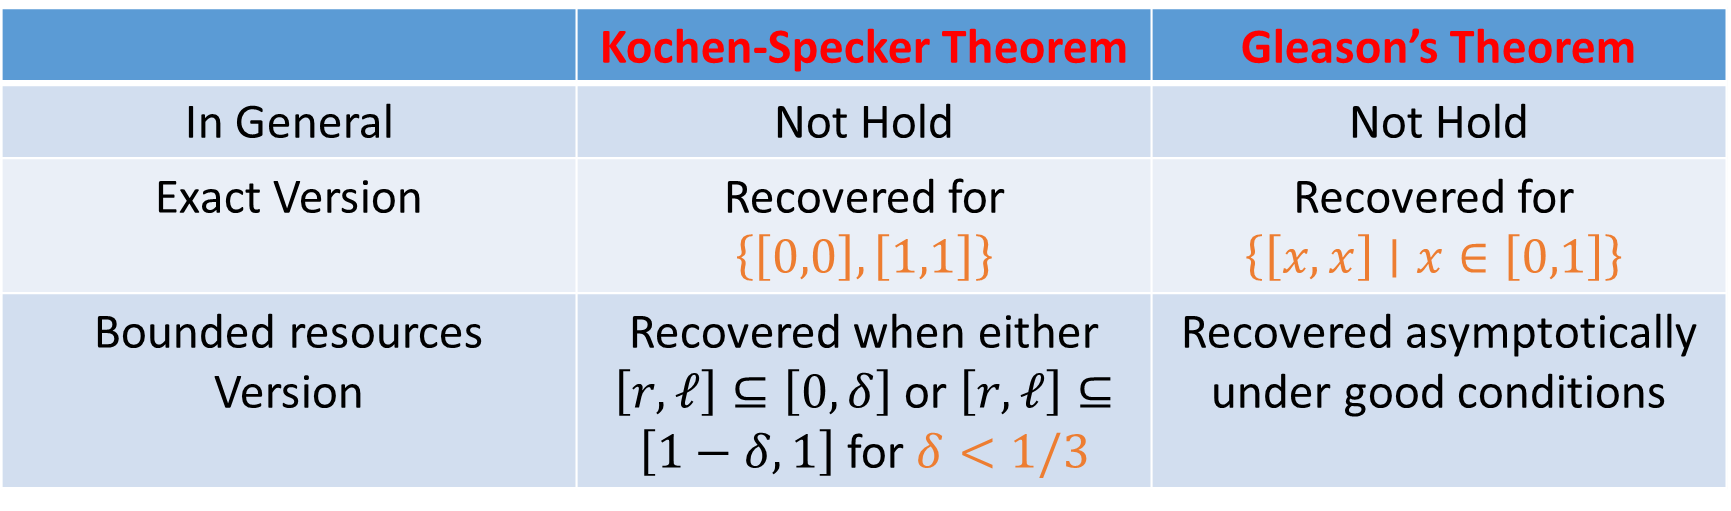 Kochen-Specker Theorem
Gleason’s Theorem
In General
Not Hold
Not Hold
Exact Version
Recovered for
{[0,0], [1,1]}
Recovered for
{[𝑥, 𝑥] ∣ 𝑥 ∈ [0,1]}
Bounded resources
Version
Recovered when either
[𝑟, ℓ] ⊆ [0, 𝛿] or [𝑟, ℓ] ⊆
[1 − 𝛿, 1] for 𝛿 < 1/3
Recovered asymptotically
under good conditions